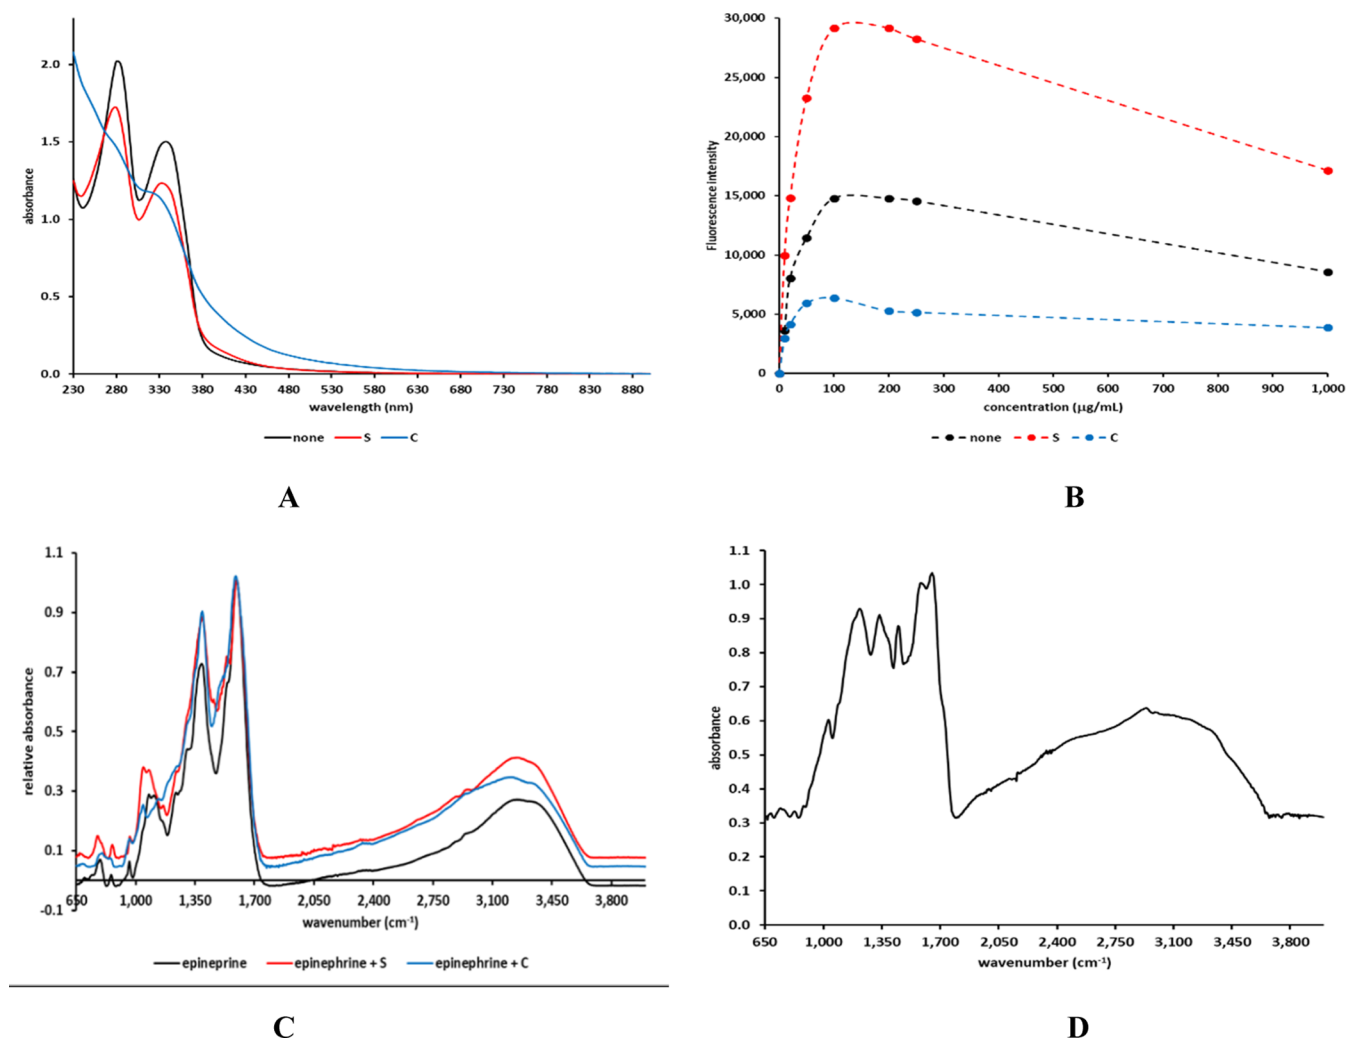 2.0
1.5
1.0
0.5
0.0
absorbance
230 280 330 380 430 480 530 580 630 680 730 780 830 880
wavelength (nm)
none S C
A
30,000
25,000
20,000
15,000
10,000
5,000
0
Fluorescence intensity
0 100 200 300 400 500 600 700 800 900 1,000
concentration (µg/mL)
none S C
B
1.1
0.9
0.7
0.5
0.3
0.1
-0.1
relative absorbance
650 1,000 1,350 1,700 2,050 2,400 2,750 3,100 3,450 3,800
wavenumber (cm⁻¹)
epineprine epinephrine + S epinephrine + C
C
1.1
1.0
0.9
0.8
0.7
0.6
0.5
0.4
0.3
0.2
0.1
0.0
absorbance
650 1,000 1,350 1,700 2,050 2,400 2,750 3,100 3,450 3,800
wavenumber (cm⁻¹)
D